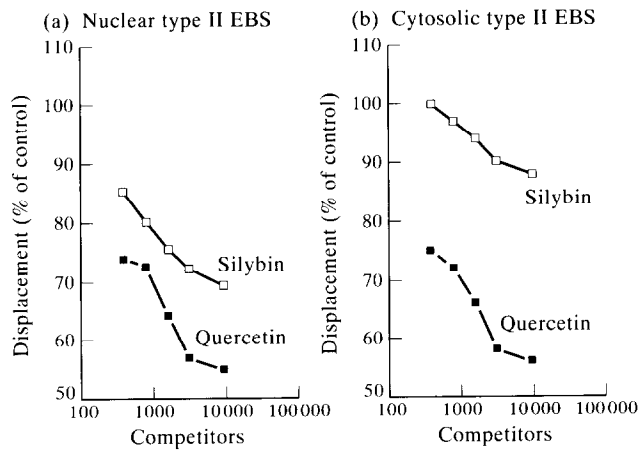 (a) Nuclear type II EBS
110
100
90
80
70
60
50
Displacement (% of control)
Silybin
Quercetin
100
1000
10000
100000
Competitors
(b) Cytosolic type II EBS
110
100
90
80
70
60
50
Displacement (% of control)
Silybin
Quercetin
100
1000
10000
100000
Competitors